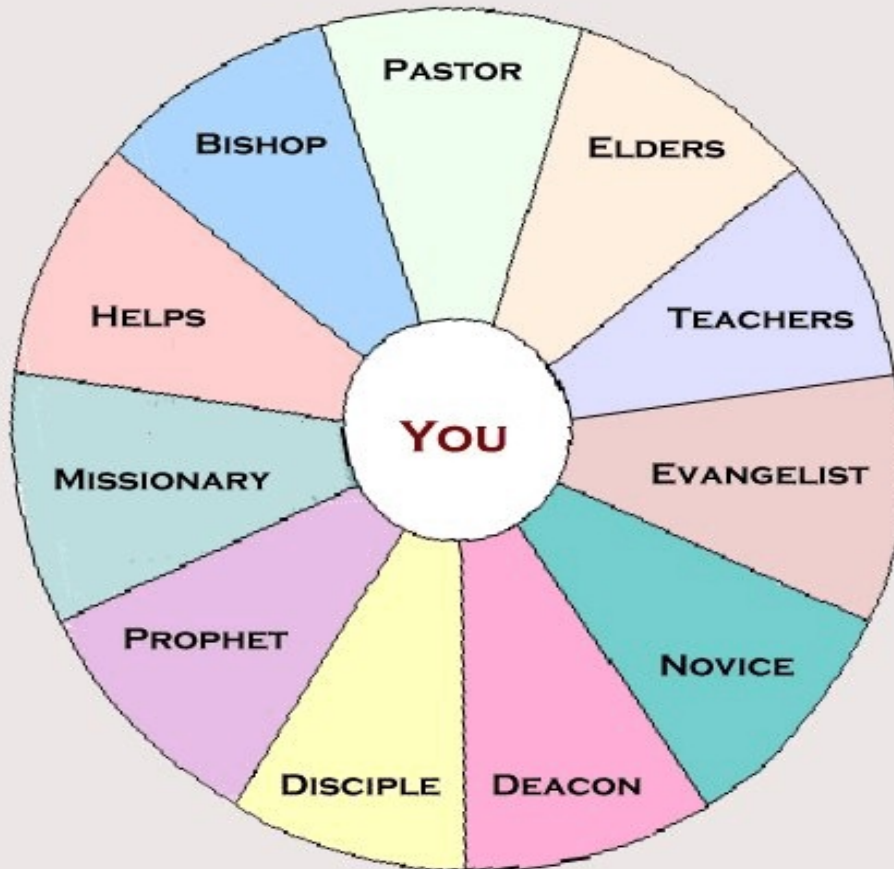 PASTOR
ELDERS
TEACHERS
EVANGELIST
NOVICE
DEACON
DISCIPLE
PROPHET
MISSIONARY
HELPS
BISHOP
YOU